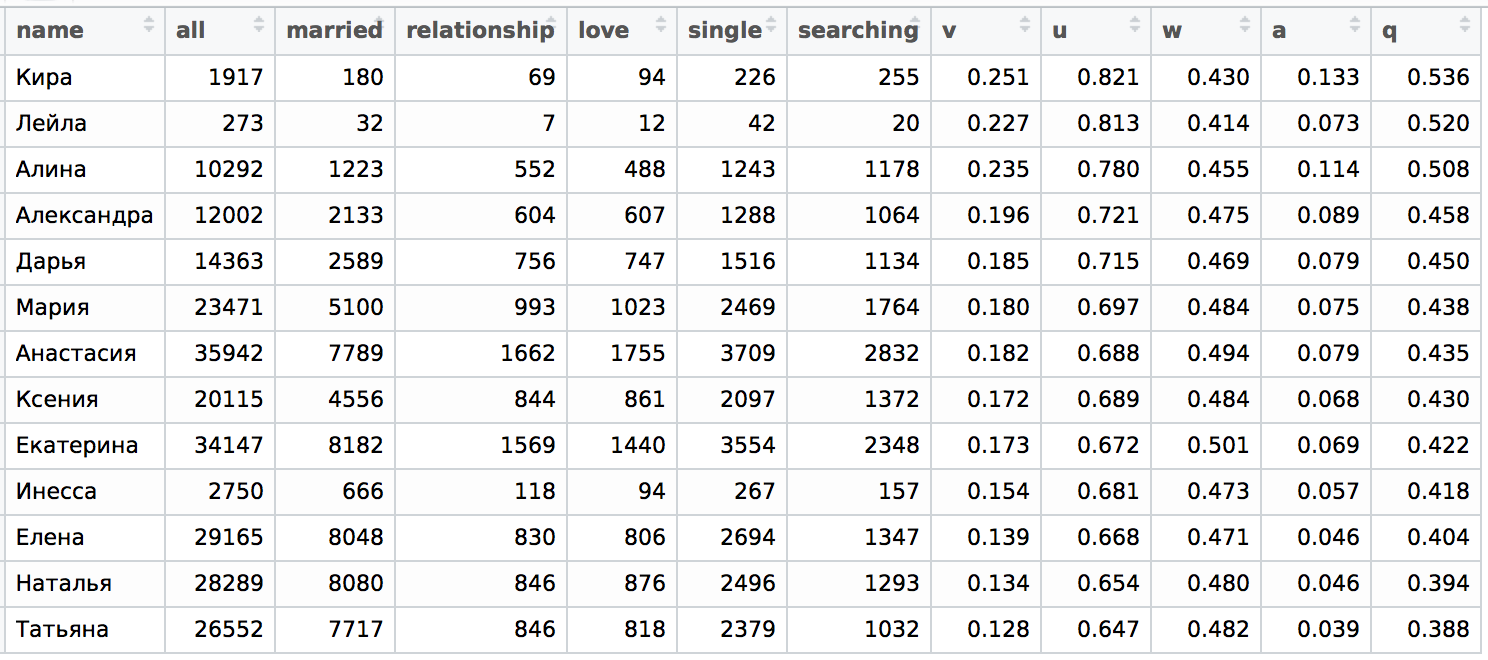 name all married relationship love single searching v u w a q
Кира 1917 180 69 94 226 255 0.251 0.821 0.430 0.133 0.536
Лейла 273 32 7 12 42 20 0.227 0.813 0.414 0.073 0.520
Алина 10292 1223 552 488 1243 1178 0.235 0.780 0.455 0.114 0.508
Александра 12002 2133 604 607 1288 1064 0.196 0.721 0.475 0.089 0.458
Дарья 14363 2589 756 747 1516 1134 0.185 0.715 0.469 0.079 0.450
Мария 23471 5100 993 1023 2469 1764 0.180 0.697 0.484 0.075 0.438
Анастасия 35942 7789 1662 1755 3709 2832 0.182 0.688 0.494 0.079 0.435
Ксения 20115 4556 844 861 2097 1372 0.172 0.689 0.484 0.068 0.430
Екатерина 34147 8182 1569 1440 3554 2348 0.173 0.672 0.501 0.069 0.422
Инесса 2750 666 118 94 267 157 0.154 0.681 0.473 0.057 0.418
Елена 29165 8048 830 806 2694 1347 0.139 0.668 0.471 0.046 0.404
Наталья 28289 8080 846 876 2496 1293 0.134 0.654 0.480 0.046 0.394
Татьяна 26552 7717 846 818 2379 1032 0.128 0.647 0.482 0.039 0.388